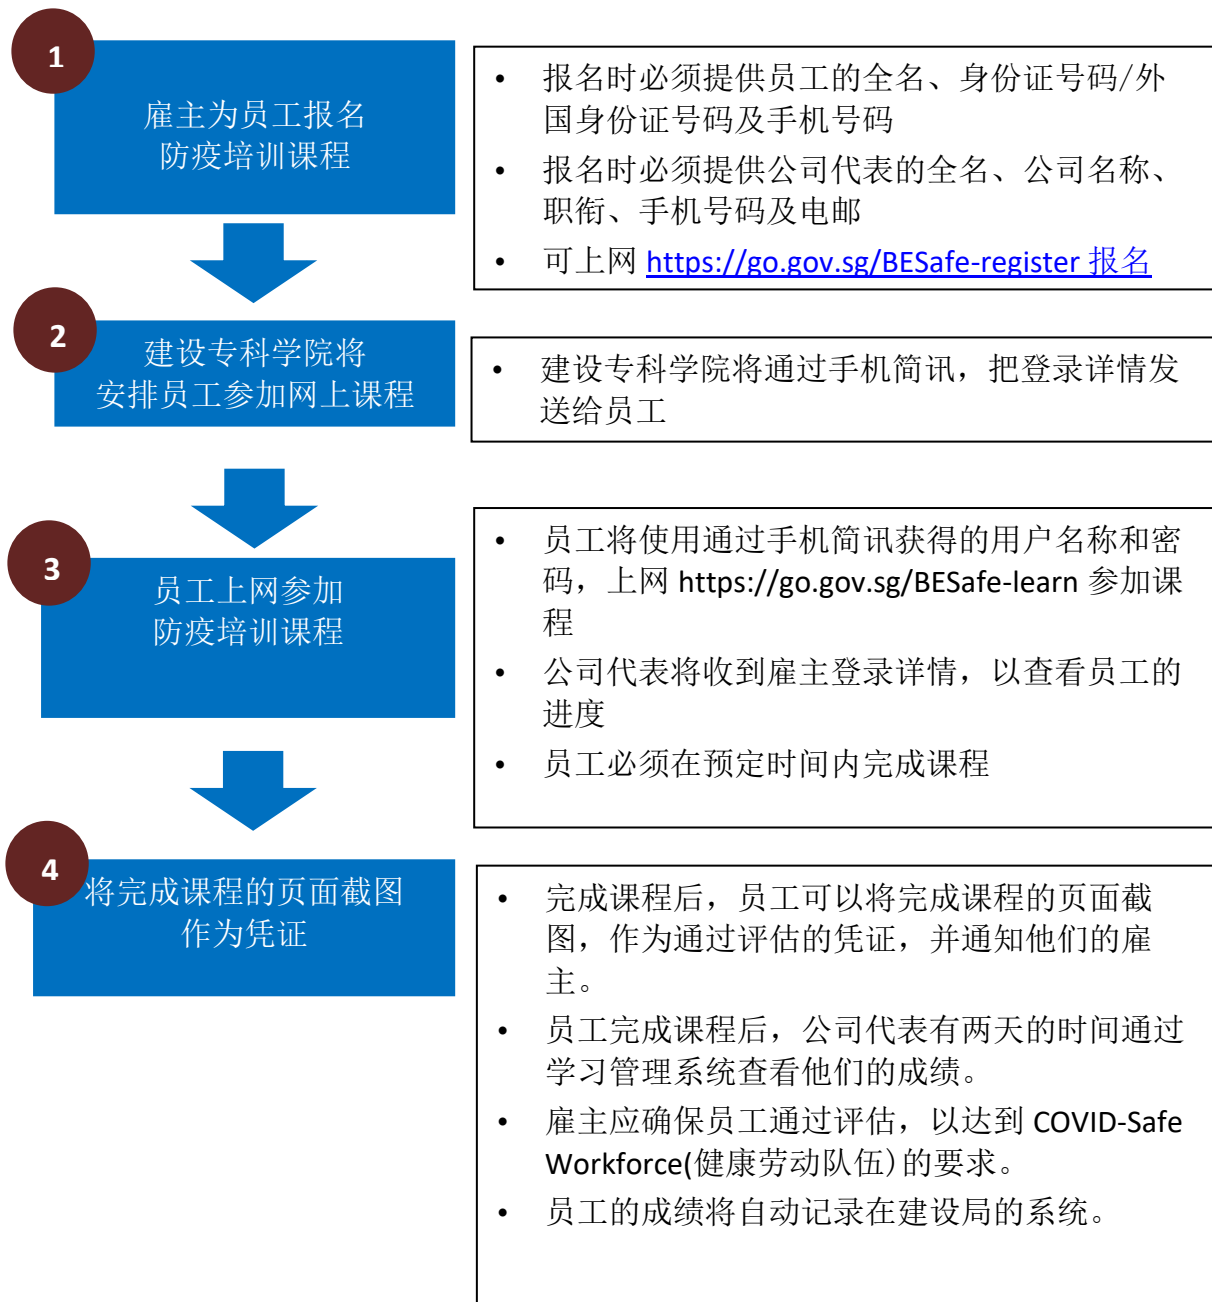 1
雇主为员工报名
防疫培训课程
• 报名时必须提供员工的全名、身份证号码/外
国身份证号码及手机号码
• 报名时必须提供公司代表的全名、公司名称、
职衔、手机号码及电邮
• 可上网 https://go.gov.sg/BESafe-register 报名
2
建设专科学院将
安排员工参加网上课程
• 建设专科学院将通过手机简讯，把登录详情发
送给员工
3
员工上网参加
防疫培训课程
• 员工将使用通过手机简讯获得的用户名称和密
码，上网 https://go.gov.sg/BESafe-learn 参加课
程
• 公司代表将收到雇主登录详情，以查看员工的
进度
• 员工必须在预定时间内完成课程
4
将完成课程的页面截图
作为凭证
• 完成课程后，员工可以将完成课程的页面截
图，作为通过评估的凭证，并通知他们的雇
主。
• 员工完成课程后，公司代表有两天的时间通过
学习管理系统查看他们的成绩。
• 雇主应确保员工通过评估，以达到 COVID-Safe
Workforce(健康劳动队伍)的要求。
• 员工的成绩将自动记录在建设局的系统。